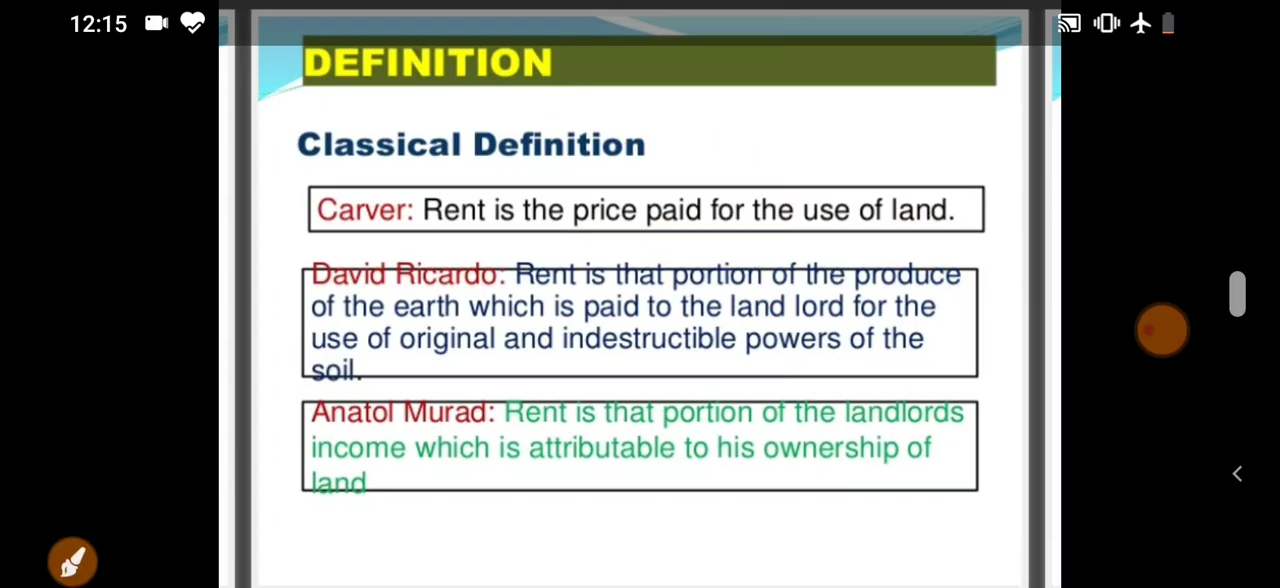 12:15
DEFINITION
Classical Definition
Carver: Rent is the price paid for the use of land.
David Ricardo: Rent is that portion of the produce
of the earth which is paid to the land lord for the
use of original and indestructible powers of the
soil.
Anatol Murad: Rent is that portion of the landlords
income which is attributable to his ownership of
land